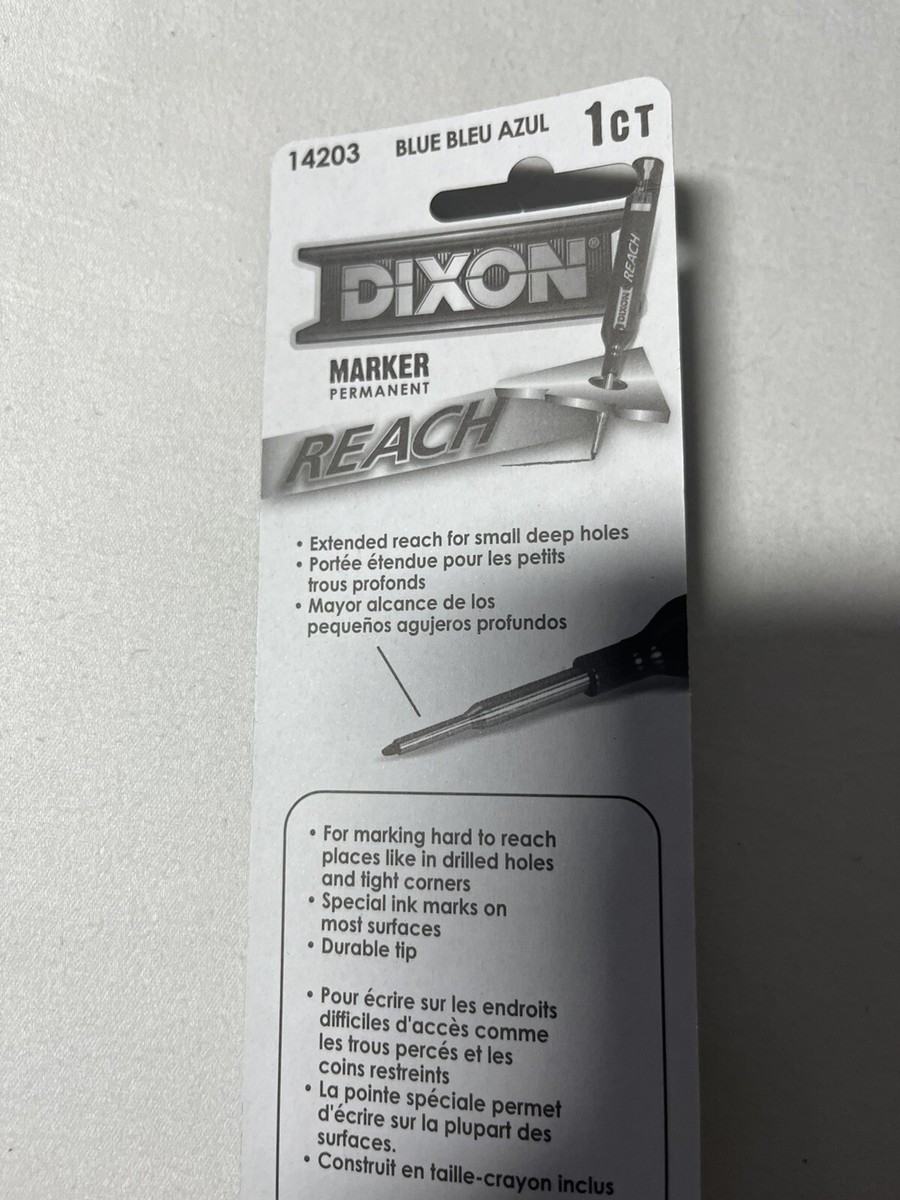 14203 BLUE BLEU AZUL 1CT
DIXON®
DIXON REACH
MARKER
PERMANENT
REACH
• Extended reach for small deep holes
• Portée étendue pour les petits
trous profonds
• Mayor alcance de los
pequeños agujeros profundos
• For marking hard to reach
places like in drilled holes
and tight corners
• Special ink marks on
most surfaces
• Durable tip
• Pour écrire sur les endroits
difficiles d'accès comme
les trous percés et les
coins restreints
• La pointe spéciale permet
d'écrire sur la plupart des
surfaces.
• Construit en taille-crayon inclus